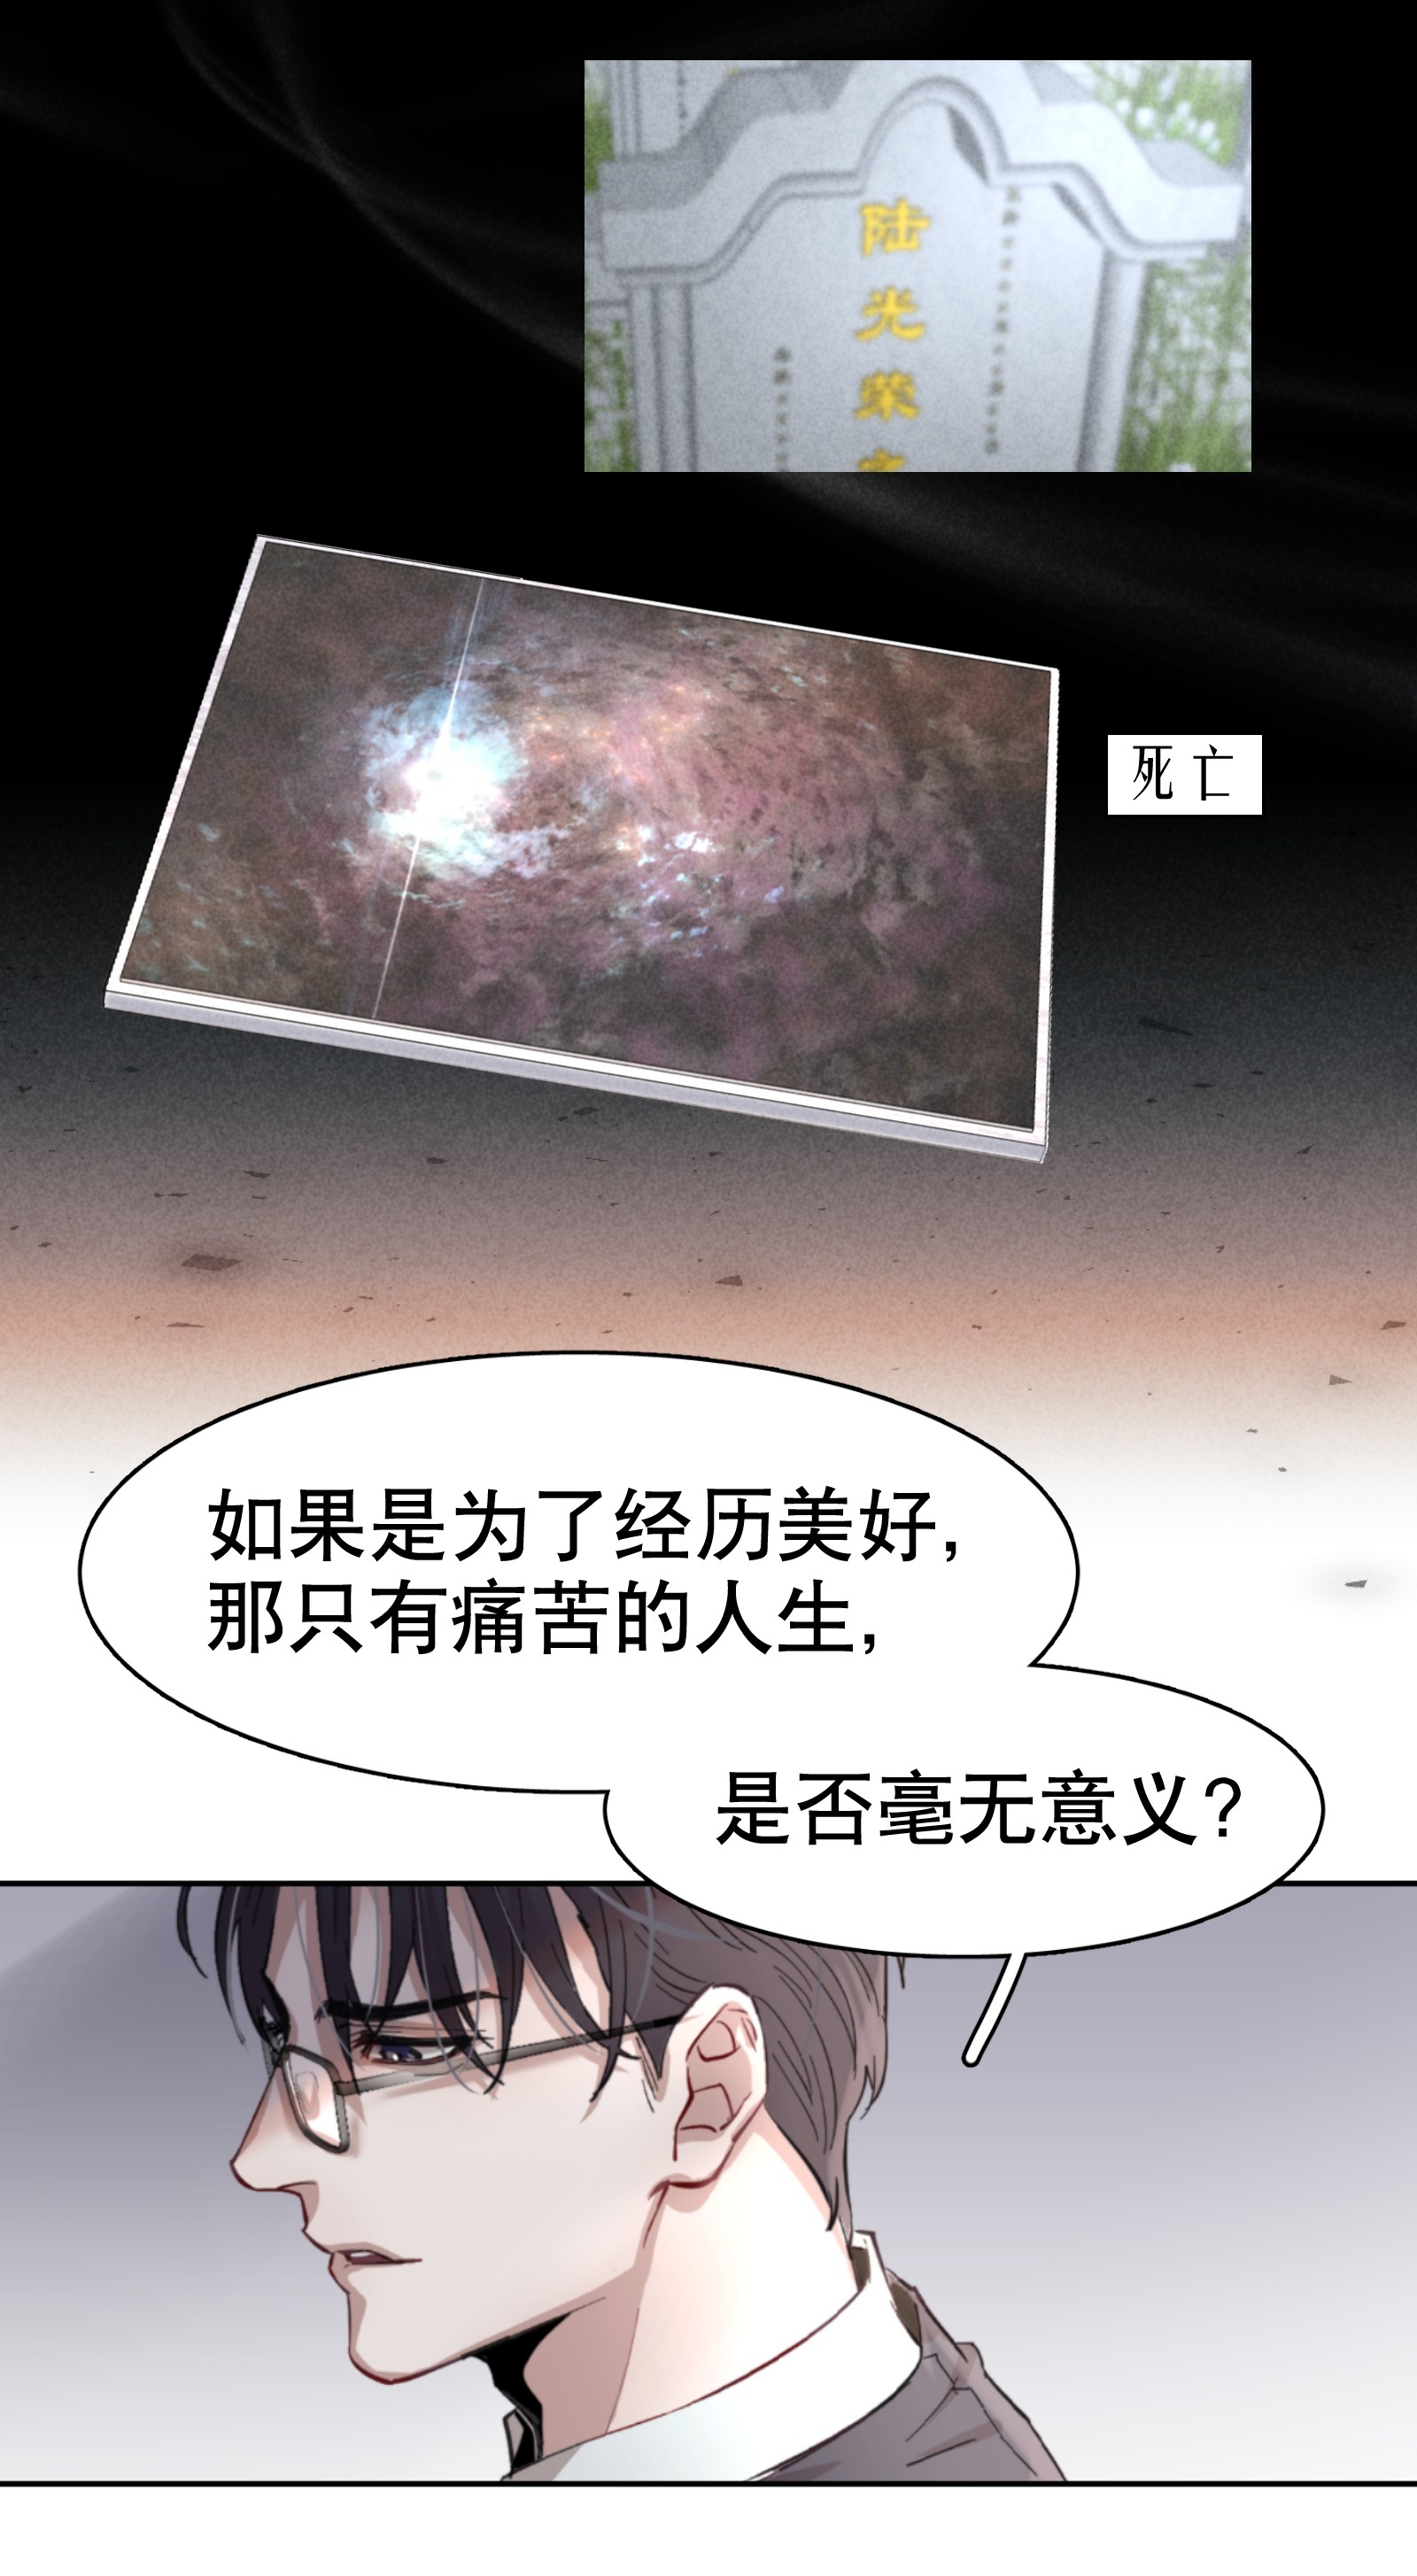 陆光荣
死亡
如果是为了经历美好,
那只有痛苦的人生,
是否毫无意义?